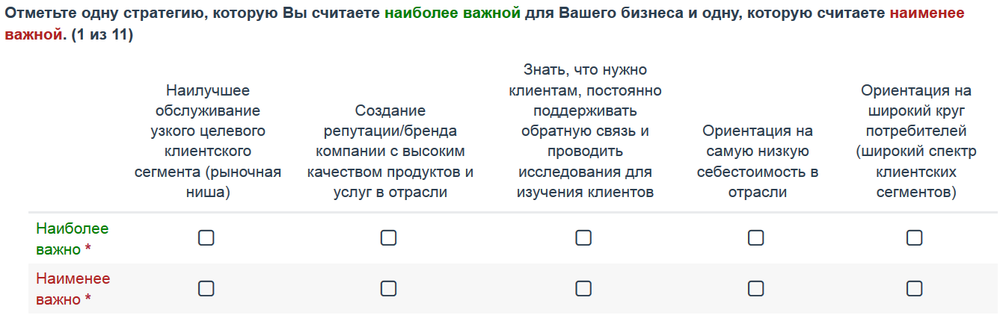 Отметьте одну стратегию, которую Вы считаете наиболее важной для Вашего бизнеса и одну, которую считаете наименее
важной. (1 из 11)
Наилучшее
обслуживание
узкого целевого
клиентского
сегмента (рыночная
ниша)
Создание
репутации/бренда
компании с высоким
качеством продуктов и
услуг в отрасли
Знать, что нужно
клиентам, постоянно
поддерживать
обратную связь и
проводить
исследования для
изучения клиентов
Ориентация на
самую низкую
себестоимость в
отрасли
Ориентация на
широкий круг
потребителей
(широкий спектр
клиентских
сегментов)
Наиболее
важно *
Наименее
важно *